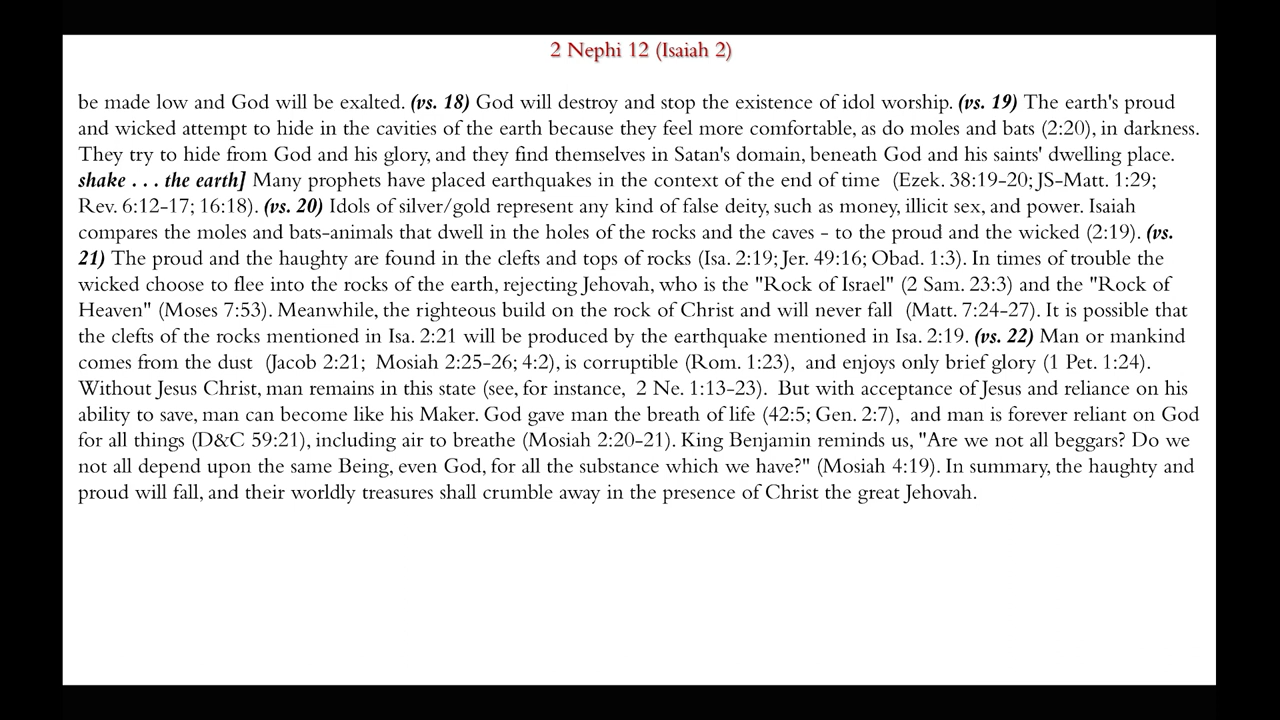 2 Nephi 12 (Isaiah 2)
be made low and God will be exalted. (vs. 18) God will destroy and stop the existence of idol worship. (vs. 19) The earth's proud
and wicked attempt to hide in the cavities of the earth because they feel more comfortable, as do moles and bats (2:20), in darkness.
They try to hide from God and his glory, and they find themselves in Satan's domain, beneath God and his saints' dwelling place.
shake . . . the earth] Many prophets have placed earthquakes in the context of the end of time (Ezek. 38:19-20; JS-Matt. 1:29;
Rev. 6:12-17; 16:18). (vs. 20) Idols of silver/gold represent any kind of false deity, such as money, illicit sex, and power. Isaiah
compares the moles and bats-animals that dwell in the holes of the rocks and the caves - to the proud and the wicked (2:19). (vs.
21) The proud and the haughty are found in the clefts and tops of rocks (Isa. 2:19; Jer. 49:16; Obad. 1:3). In times of trouble the
wicked choose to flee into the rocks of the earth, rejecting Jehovah, who is the "Rock of Israel" (2 Sam. 23:3) and the "Rock of
Heaven" (Moses 7:53). Meanwhile, the righteous build on the rock of Christ and will never fall (Matt. 7:24-27). It is possible that
the clefts of the rocks mentioned in Isa. 2:21 will be produced by the earthquake mentioned in Isa. 2:19. (vs. 22) Man or mankind
comes from the dust (Jacob 2:21; Mosiah 2:25-26; 4:2), is corruptible (Rom. 1:23), and enjoys only brief glory (1 Pet. 1:24).
Without Jesus Christ, man remains in this state (see, for instance, 2 Ne. 1:13-23). But with acceptance of Jesus and reliance on his
ability to save, man can become like his Maker. God gave man the breath of life (42:5; Gen. 2:7), and man is forever reliant on God
for all things (D&C 59:21), including air to breathe (Mosiah 2:20-21). King Benjamin reminds us, "Are we not all beggars? Do we
not all depend upon the same Being, even God, for all the substance which we have?" (Mosiah 4:19). In summary, the haughty and
proud will fall, and their worldly treasures shall crumble away in the presence of Christ the great Jehovah.